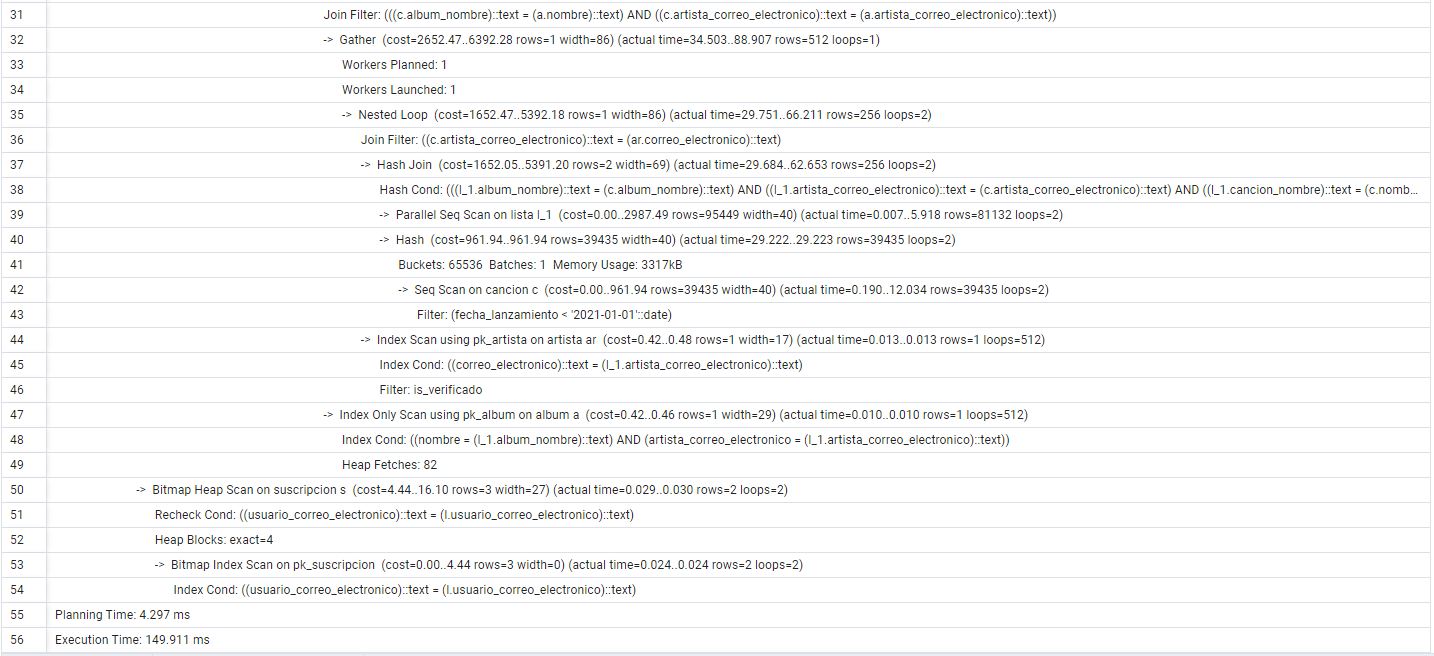 31 Join Filter: (((c.album_nombre)::text = (a.nombre)::text) AND ((c.artista_correo_electronico)::text = (a.artista_correo_electronico)::text))
32 -> Gather (cost=2652.47..6392.28 rows=1 width=86) (actual time=34.503..88.907 rows=512 loops=1)
33 Workers Planned: 1
34 Workers Launched: 1
35 -> Nested Loop (cost=1652.47..5392.18 rows=1 width=86) (actual time=29.751..66.211 rows=256 loops=2)
36 Join Filter: ((c.artista_correo_electronico)::text = (ar.correo_electronico)::text)
37 -> Hash Join (cost=1652.05..5391.20 rows=2 width=69) (actual time=29.684..62.653 rows=256 loops=2)
38 Hash Cond: (((l_1.album_nombre)::text = (c.album_nombre)::text) AND ((l_1.artista_correo_electronico)::text = (c.artista_correo_electronico)::text) AND ((l_1.cancion_nombre)::text = (c.nomb...
39 -> Parallel Seq Scan on lista l_1 (cost=0.00..2987.49 rows=95449 width=40) (actual time=0.007..5.918 rows=81132 loops=2)
40 -> Hash (cost=961.94..961.94 rows=39435 width=40) (actual time=29.222..29.223 rows=39435 loops=2)
41 Buckets: 65536 Batches: 1 Memory Usage: 3317kB
42 -> Seq Scan on cancion c (cost=0.00..961.94 rows=39435 width=40) (actual time=0.190..12.034 rows=39435 loops=2)
43 Filter: (fecha_lanzamiento < '2021-01-01'::date)
44 -> Index Scan using pk_artista on artista ar (cost=0.42..0.48 rows=1 width=17) (actual time=0.013..0.013 rows=1 loops=512)
45 Index Cond: ((correo_electronico)::text = (l_1.artista_correo_electronico)::text)
46 Filter: is_verificado
47 -> Index Only Scan using pk_album on album a (cost=0.42..0.46 rows=1 width=29) (actual time=0.010..0.010 rows=1 loops=512)
48 Index Cond: ((nombre = (l_1.album_nombre)::text) AND (artista_correo_electronico = (l_1.artista_correo_electronico)::text))
49 Heap Fetches: 82
50 -> Bitmap Heap Scan on suscripcion s (cost=4.44..16.10 rows=3 width=27) (actual time=0.029..0.030 rows=2 loops=2)
51 Recheck Cond: ((usuario_correo_electronico)::text = (l.usuario_correo_electronico)::text)
52 Heap Blocks: exact=4
53 -> Bitmap Index Scan on pk_suscripcion (cost=0.00..4.44 rows=3 width=0) (actual time=0.024..0.024 rows=2 loops=2)
54 Index Cond: ((usuario_correo_electronico)::text = (l.usuario_correo_electronico)::text)
55 Planning Time: 4.297 ms
56 Execution Time: 149.911 ms